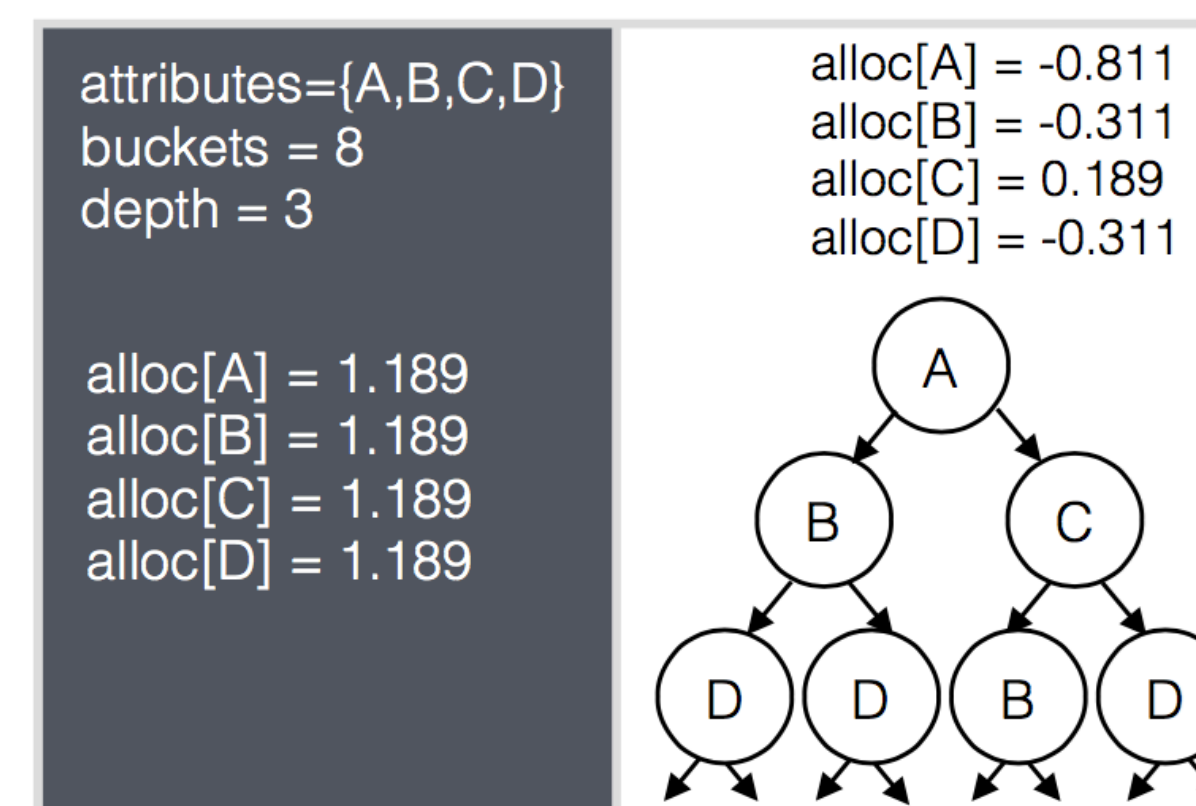 attributes={A,B,C,D}
buckets = 8
depth = 3
alloc[A] = 1.189
alloc[B] = 1.189
alloc[C] = 1.189
alloc[D] = 1.189
alloc[A] = -0.811
alloc[B] = -0.311
alloc[C] = 0.189
alloc[D] = -0.311
A
B C
D D B D